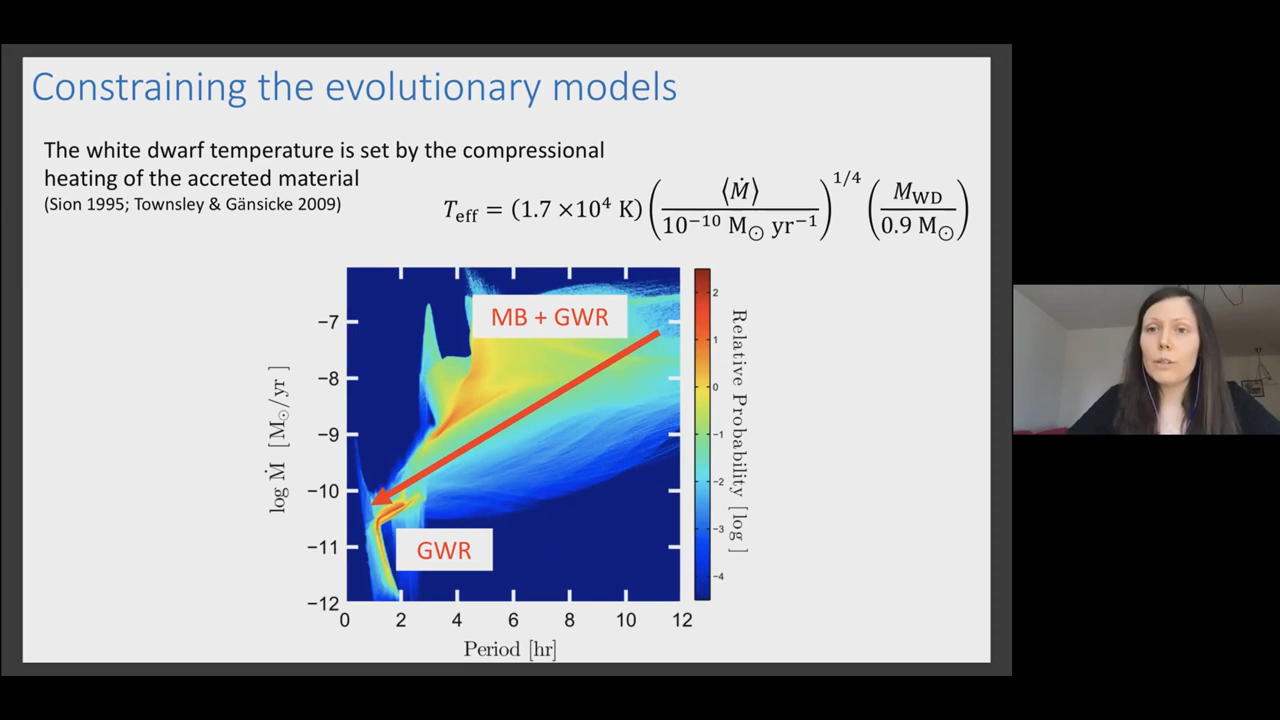 Constraining the evolutionary models
The white dwarf temperature is set by the compressional
heating of the accreted material
(Sion 1995; Townsley & Gänsicke 2009)
T_eff = (1.7 ×10⁴ K) (⟨Ṁ⟩ / 10⁻¹⁰ M⊙ yr⁻¹)^1/4 (M_WD / 0.9 M⊙)
MB + GWR
GWR
log Ṁ [M⊙/yr ]
−7
−8
−9
−10
−11
−12
0 2 4 6 8 10 12
Period [hr]
2
1
0
−1
−2
−3
−4
Relative Probability [log ]